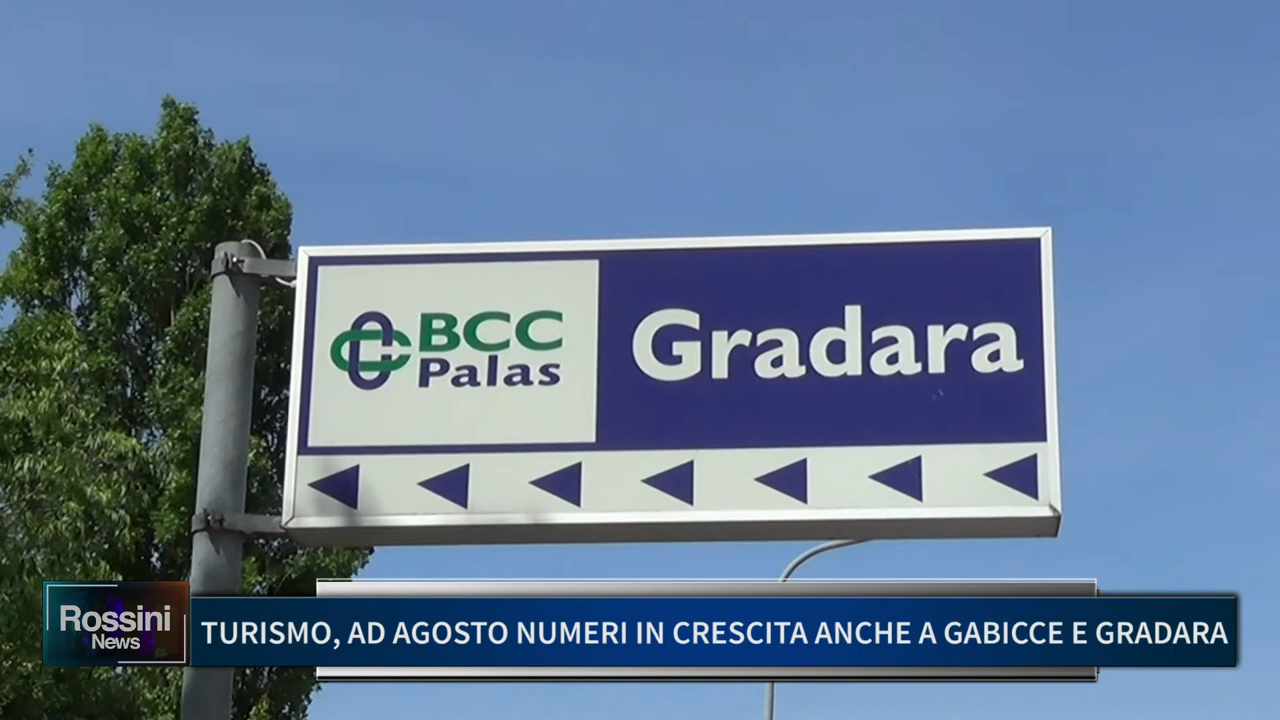 BCC
Palas
Gradara
Rossini
News
TURISMO, AD AGOSTO NUMERI IN CRESCITA ANCHE A GABICCE E GRADARA